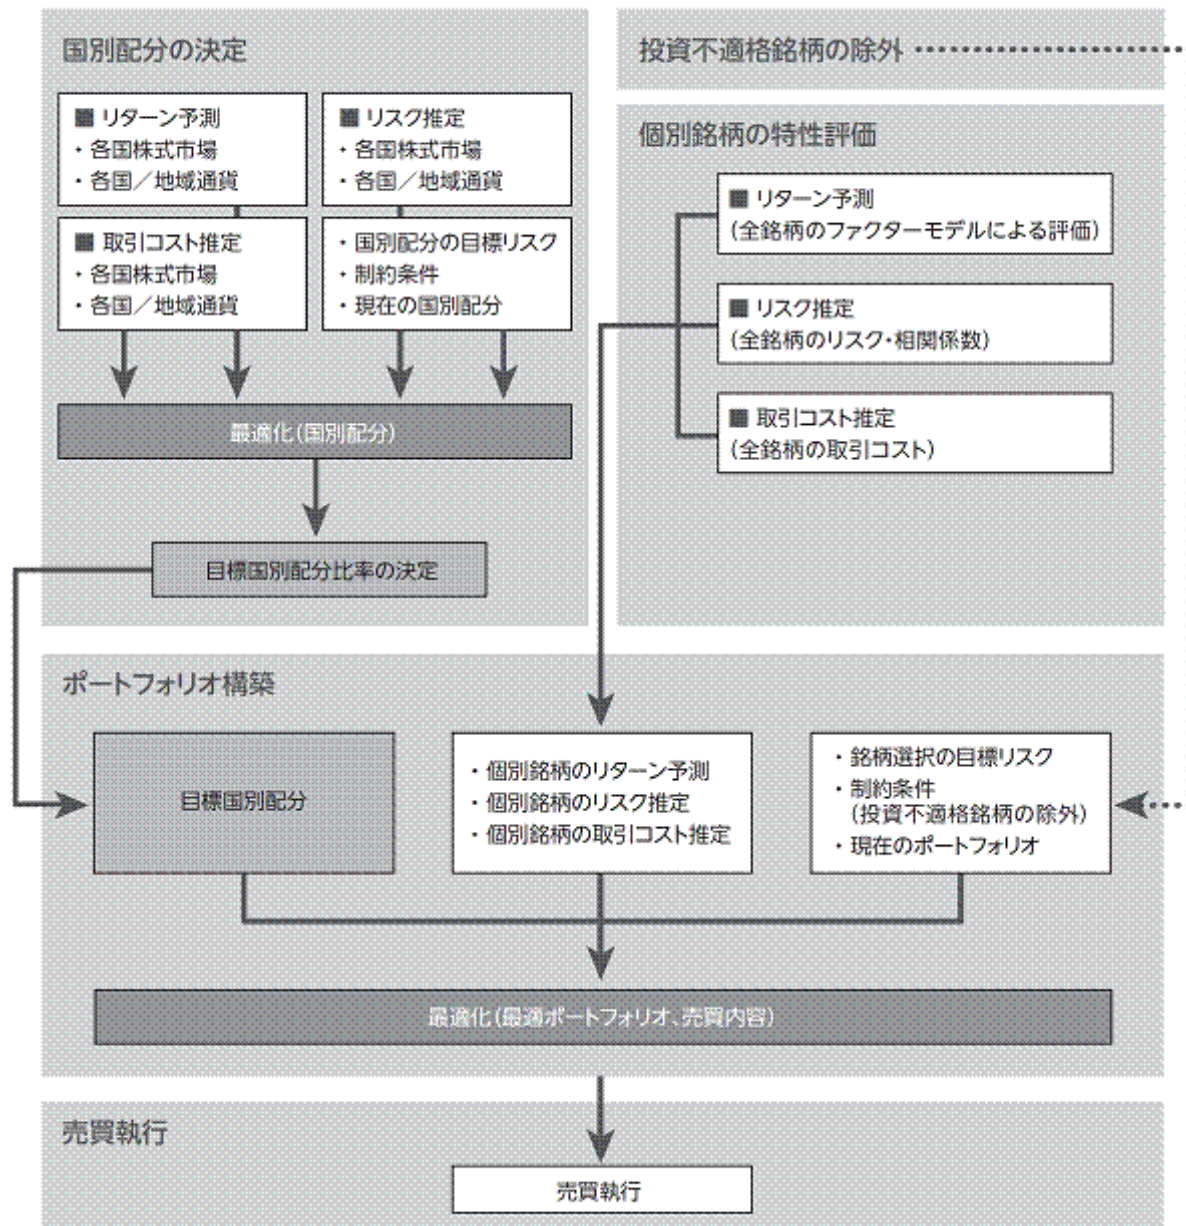 国別配分の決定
■ リターン予測
・各国株式市場
・各国／地域通貨
■ リスク推定
・各国株式市場
・各国／地域通貨
■ 取引コスト推定
・各国株式市場
・各国／地域通貨
・国別配分の目標リスク
・制約条件
・現在の国別配分
最適化（国別配分）
目標国別配分比率の決定
投資不適格銘柄の除外
個別銘柄の特性評価
■ リターン予測
（全銘柄のファクターモデルによる評価）
■ リスク推定
（全銘柄のリスク・相関係数）
■ 取引コスト推定
（全銘柄の取引コスト）
ポートフォリオ構築
目標国別配分
・個別銘柄のリターン予測
・個別銘柄のリスク推定
・個別銘柄の取引コスト推定
・銘柄選択の目標リスク
・制約条件
（投資不適格銘柄の除外）
・現在のポートフォリオ
最適化（最適ポートフォリオ、売買内容）
売買執行
売買執行